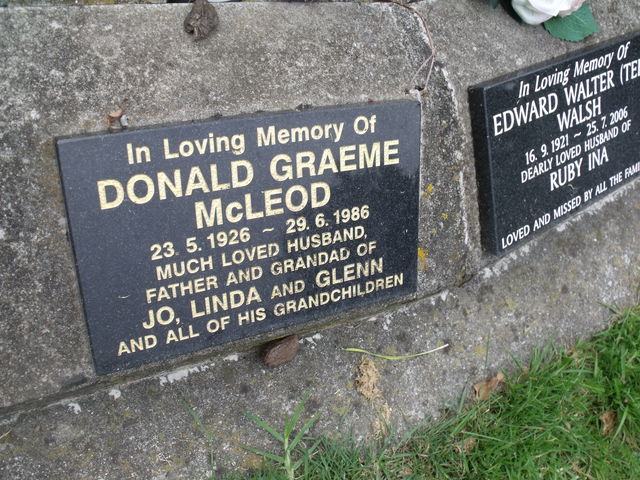 In Loving Memory Of
DONALD GRAEME
McLEOD
23. 5. 1926 ~ 29. 6. 1986
MUCH LOVED HUSBAND,
FATHER AND GRANDAD OF
JO, LINDA AND GLENN
AND ALL OF HIS GRANDCHILDREN
In Loving Memory Of
EDWARD WALTER
WALSH
16. 9. 1921 ~ 25. 7. 2006
DEARLY LOVED HUSBAND OF
RUBY INA
LOVED AND MISSED BY ALL THE